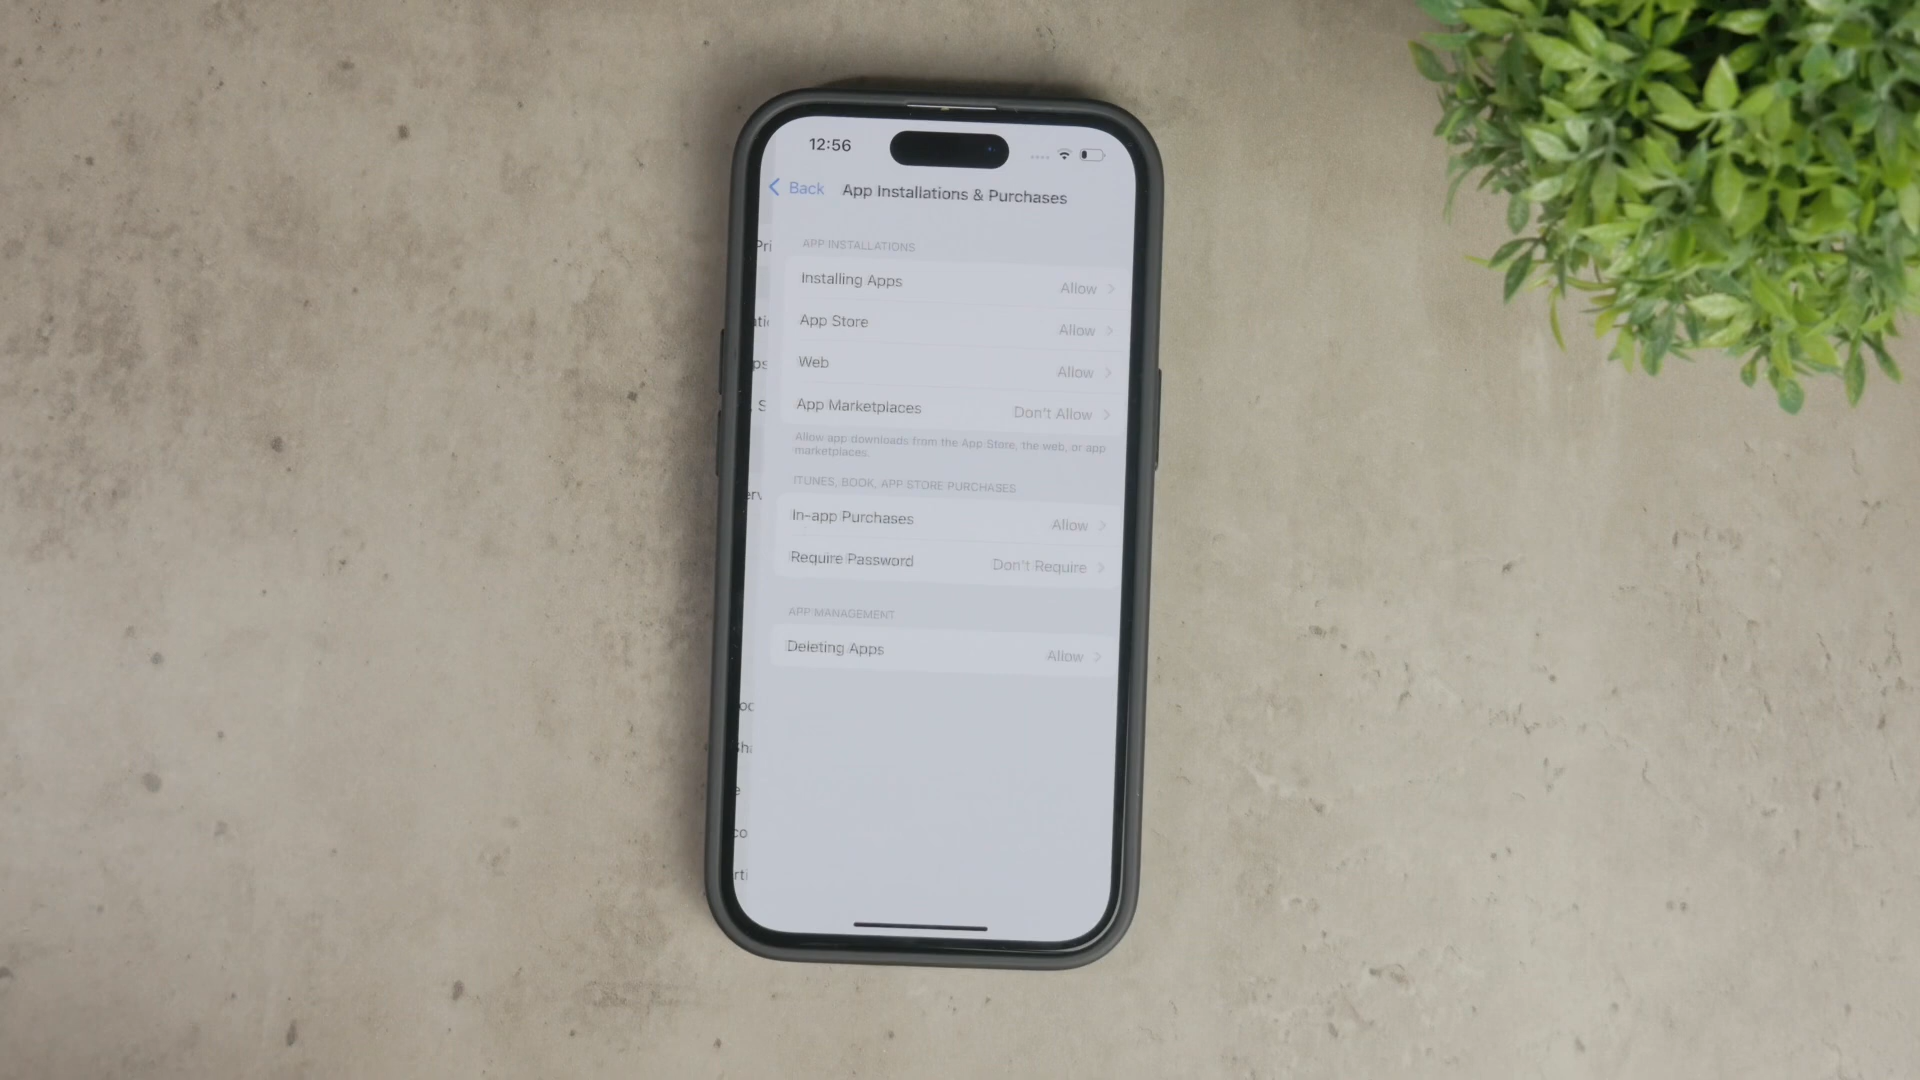 12:56
Back App Installations & Purchases
APP INSTALLATIONS
Installing Apps Allow
App Store Allow
Web Allow
App Marketplaces Don't Allow
Allow app downloads from the App Store, the web, or app
marketplaces.
ITUNES, BOOK, APP STORE PURCHASES
In-app Purchases Allow
Require Password Don't Require
APP MANAGEMENT
Deleting Apps Allow